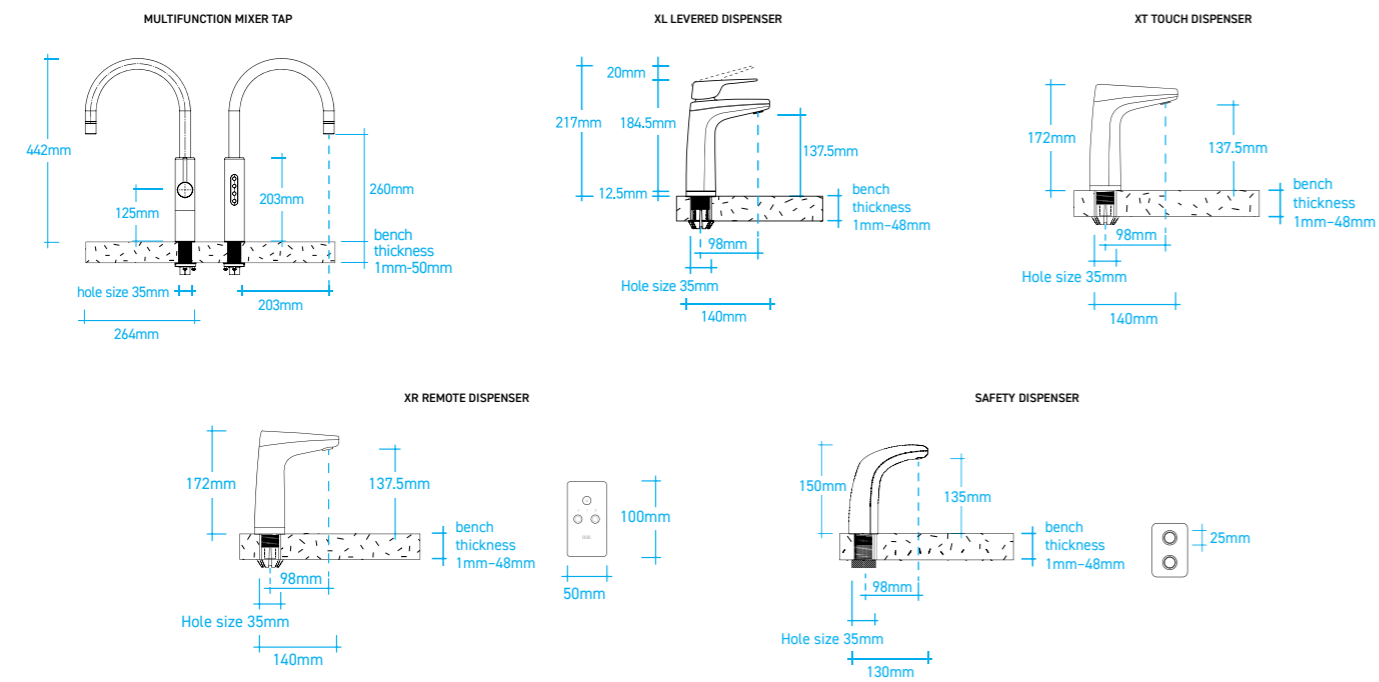 MULTIFUNCTION MIXER TAP
442mm
125mm
203mm
260mm
bench
thickness
1mm-50mm
hole size 35mm
203mm
264mm
XL LEVERED DISPENSER
20mm
217mm
184.5mm
137.5mm
12.5mm
bench
thickness
1mm–48mm
98mm
Hole size 35mm
140mm
XT TOUCH DISPENSER
172mm
137.5mm
bench
thickness
1mm–48mm
98mm
Hole size 35mm
140mm
XR REMOTE DISPENSER
172mm
137.5mm
bench
thickness
1mm–48mm
98mm
Hole size 35mm
140mm
100mm
50mm
SAFETY DISPENSER
150mm
135mm
bench
thickness
1mm–48mm
98mm
Hole size 35mm
130mm
25mm